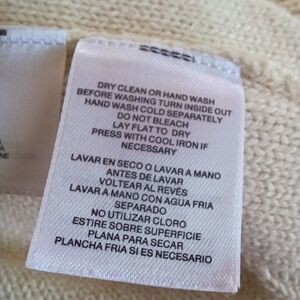 DRY CLEAN OR HAND WASH
BEFORE WASHING TURN INSIDE OUT
HAND WASH COLD SEPARATELY
DO NOT BLEACH
LAY FLAT TO DRY
PRESS WITH COOL IRON IF
NECESSARY
LAVAR EN SECO O LAVAR A MANO
ANTES DE LAVAR
VOLTEAR AL REVÉS
LAVAR A MANO CON AGUA FRIA
SEPARADO
NO UTILIZAR CLORO
ESTIRE SOBRE SUPERFICIE
PLANA PARA SECAR
PLANCHA FRIA SI ES NECESARIO